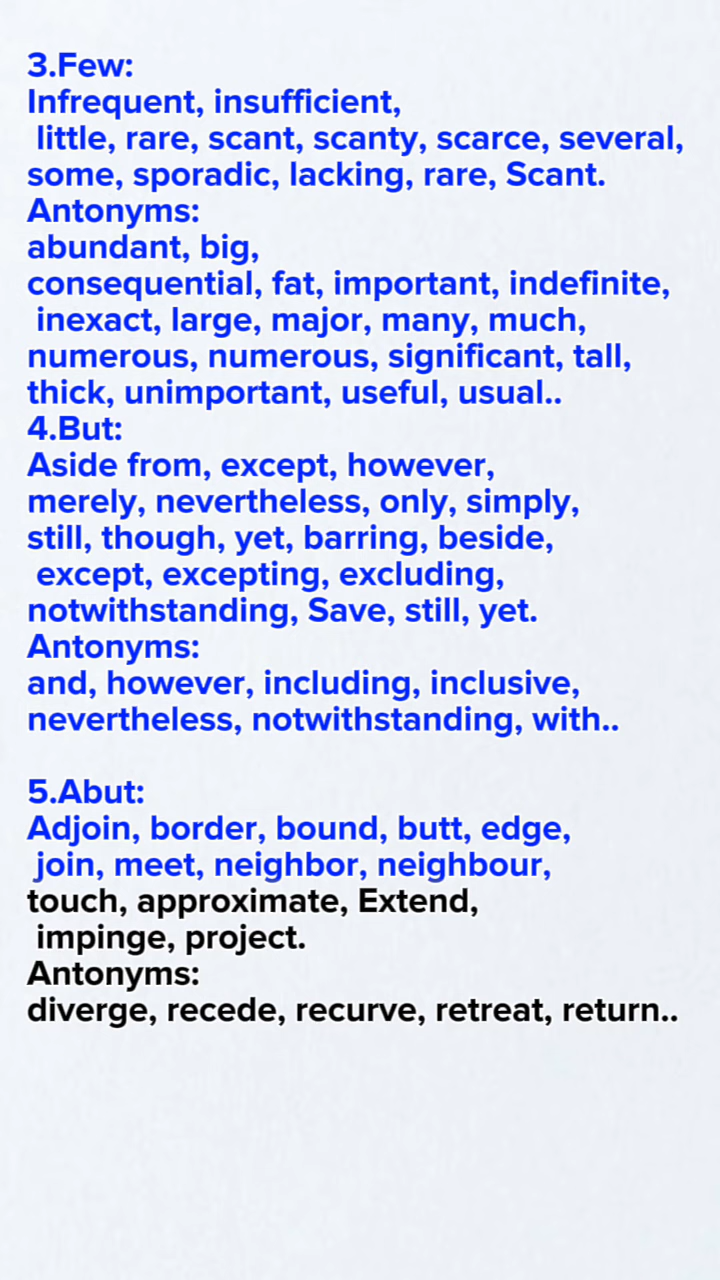 3.Few:
Infrequent, insufficient,
little, rare, scant, scanty, scarce, several,
some, sporadic, lacking, rare, Scant.
Antonyms:
abundant, big,
consequential, fat, important, indefinite,
inexact, large, major, many, much,
numerous, numerous, significant, tall,
thick, unimportant, useful, usual..
4.But:
Aside from, except, however,
merely, nevertheless, only, simply,
still, though, yet, barring, beside,
except, excepting, excluding,
notwithstanding, Save, still, yet.
Antonyms:
and, however, including, inclusive,
nevertheless, notwithstanding, with..
5.Abut:
Adjoin, border, bound, butt, edge,
join, meet, neighbor, neighbour,
touch, approximate, Extend,
impinge, project.
Antonyms:
diverge, recede, recurve, retreat, return..